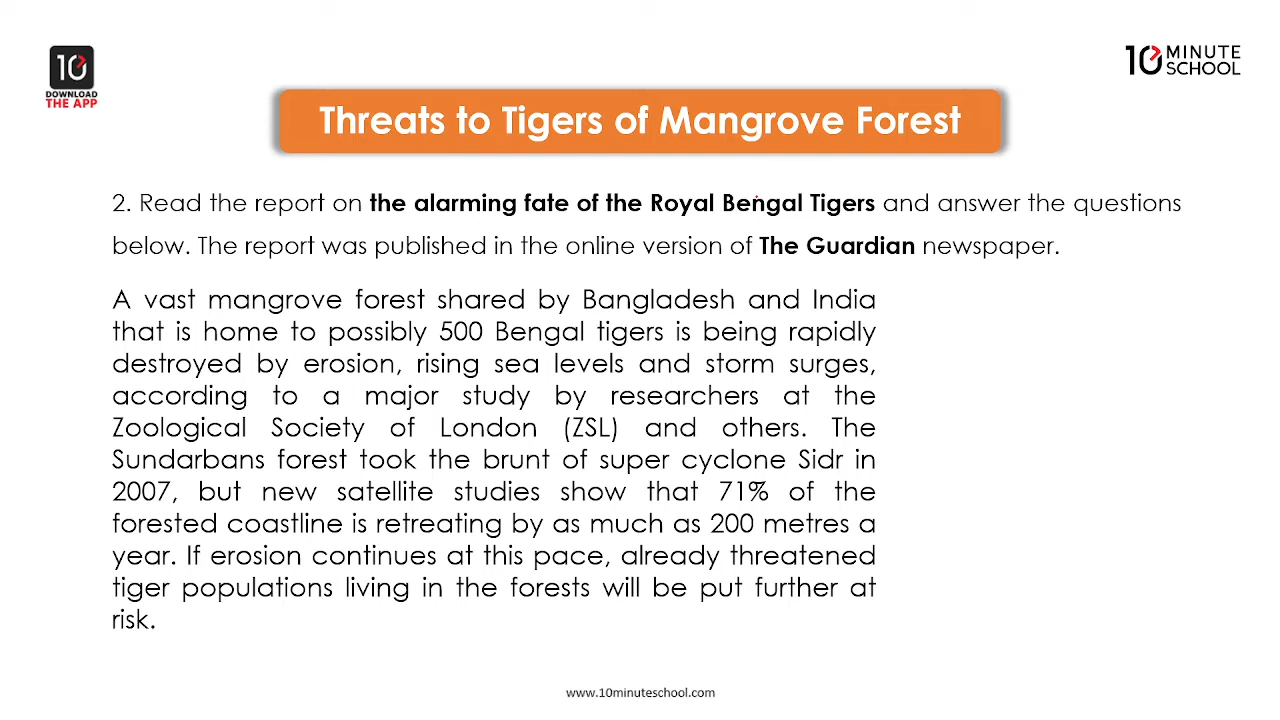 10
DOWNLOAD
THE APP
10 MINUTE
SCHOOL
Threats to Tigers of Mangrove Forest
2. Read the report on the alarming fate of the Royal Bengal Tigers and answer the questions
below. The report was published in the online version of The Guardian newspaper.
A vast mangrove forest shared by Bangladesh and India
that is home to possibly 500 Bengal tigers is being rapidly
destroyed by erosion, rising sea levels and storm surges,
according to a major study by researchers at the
Zoological Society of London (ZSL) and others. The
Sundarbans forest took the brunt of super cyclone Sidr in
2007, but new satellite studies show that 71% of the
forested coastline is retreating by as much as 200 metres a
year. If erosion continues at this pace, already threatened
tiger populations living in the forests will be put further at
risk.
www.10minuteschool.com